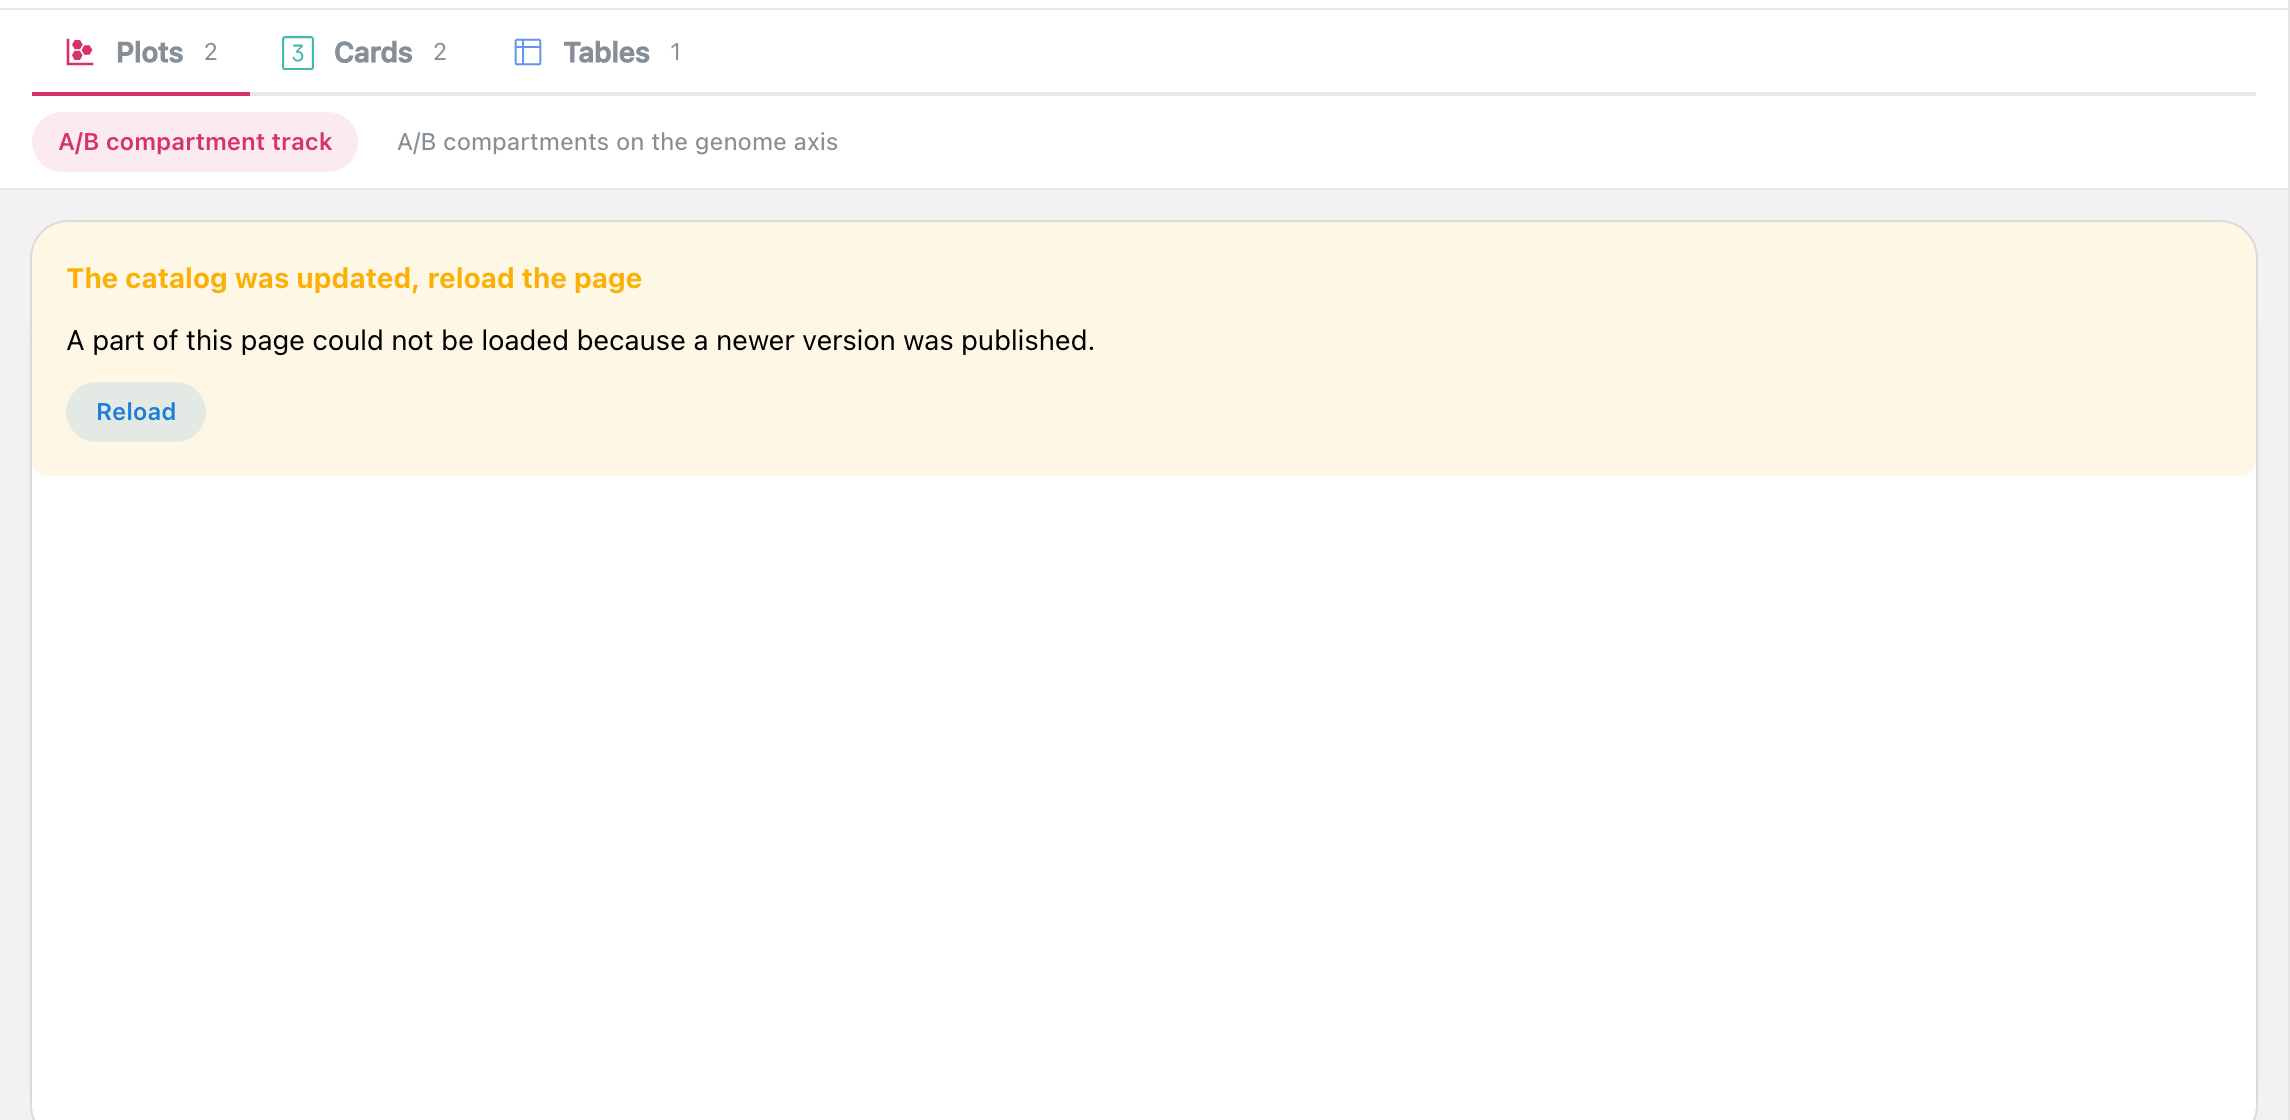 Plots 2 3 Cards 2 Tables 1
A/B compartment track A/B compartments on the genome axis
The catalog was updated, reload the page
A part of this page could not be loaded because a newer version was published.
Reload